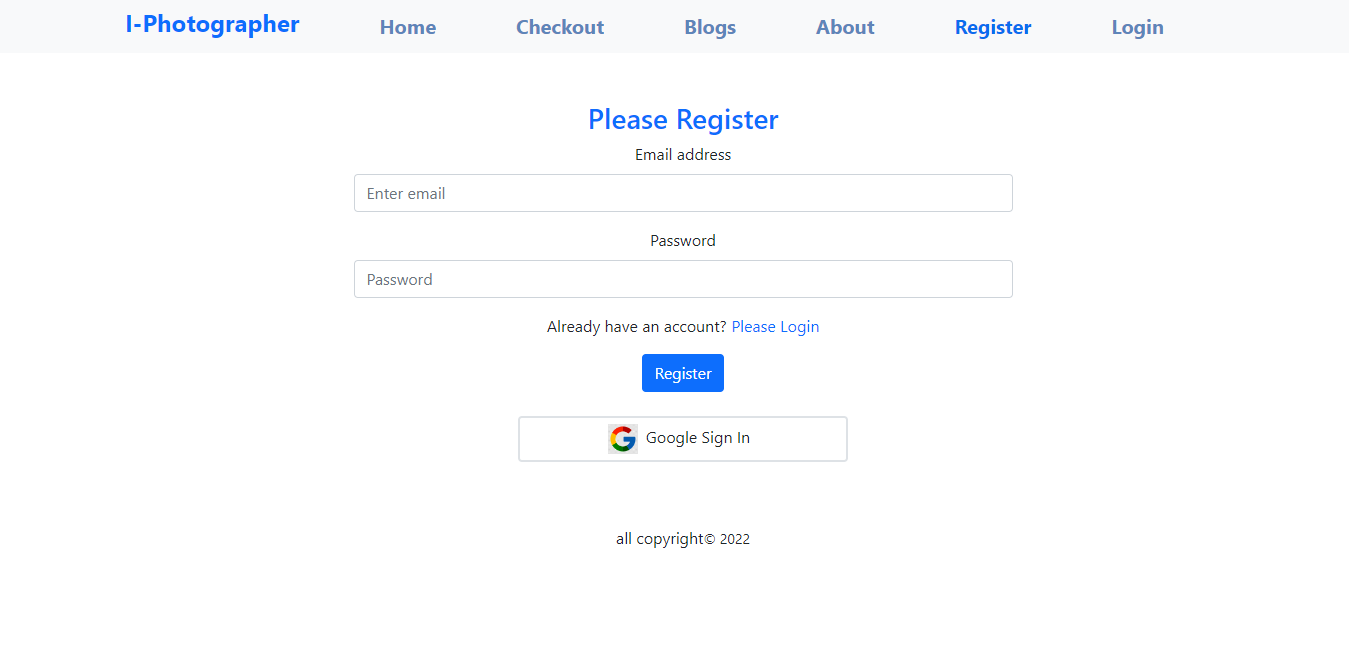 I-Photographer Home Checkout Blogs About Register Login
Please Register
Email address
Enter email
Password
Password
Already have an account? Please Login
Register
Google Sign In
all copyright© 2022